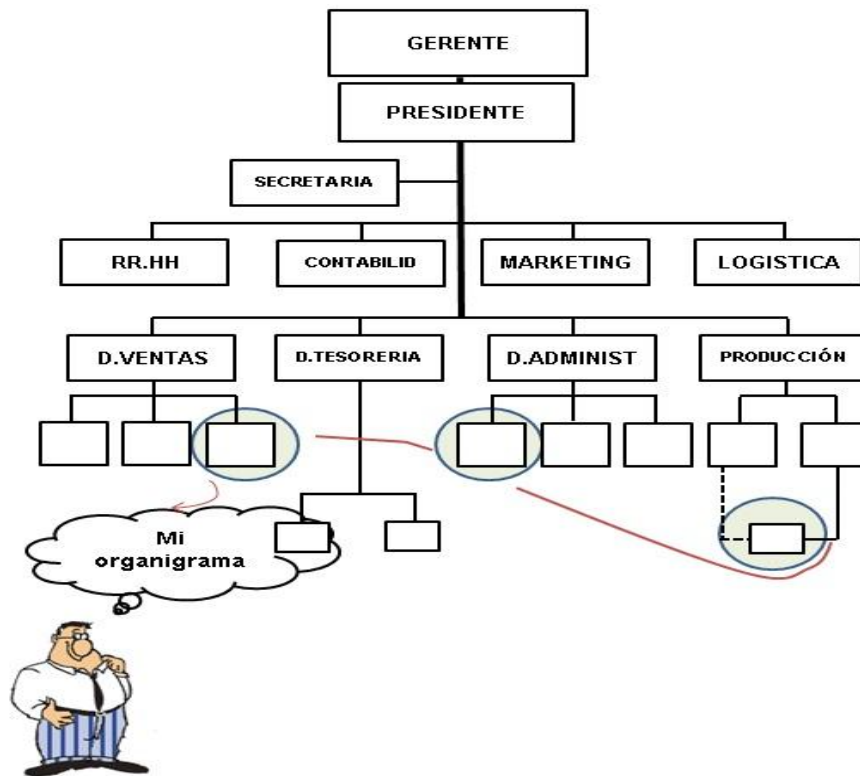 GERENTE
PRESIDENTE
SECRETARIA
RR.HH
CONTABILID
MARKETING
LOGISTICA
D.VENTAS
D.TESORERIA
D.ADMINIST
PRODUCCIÓN
Mi
organigrama